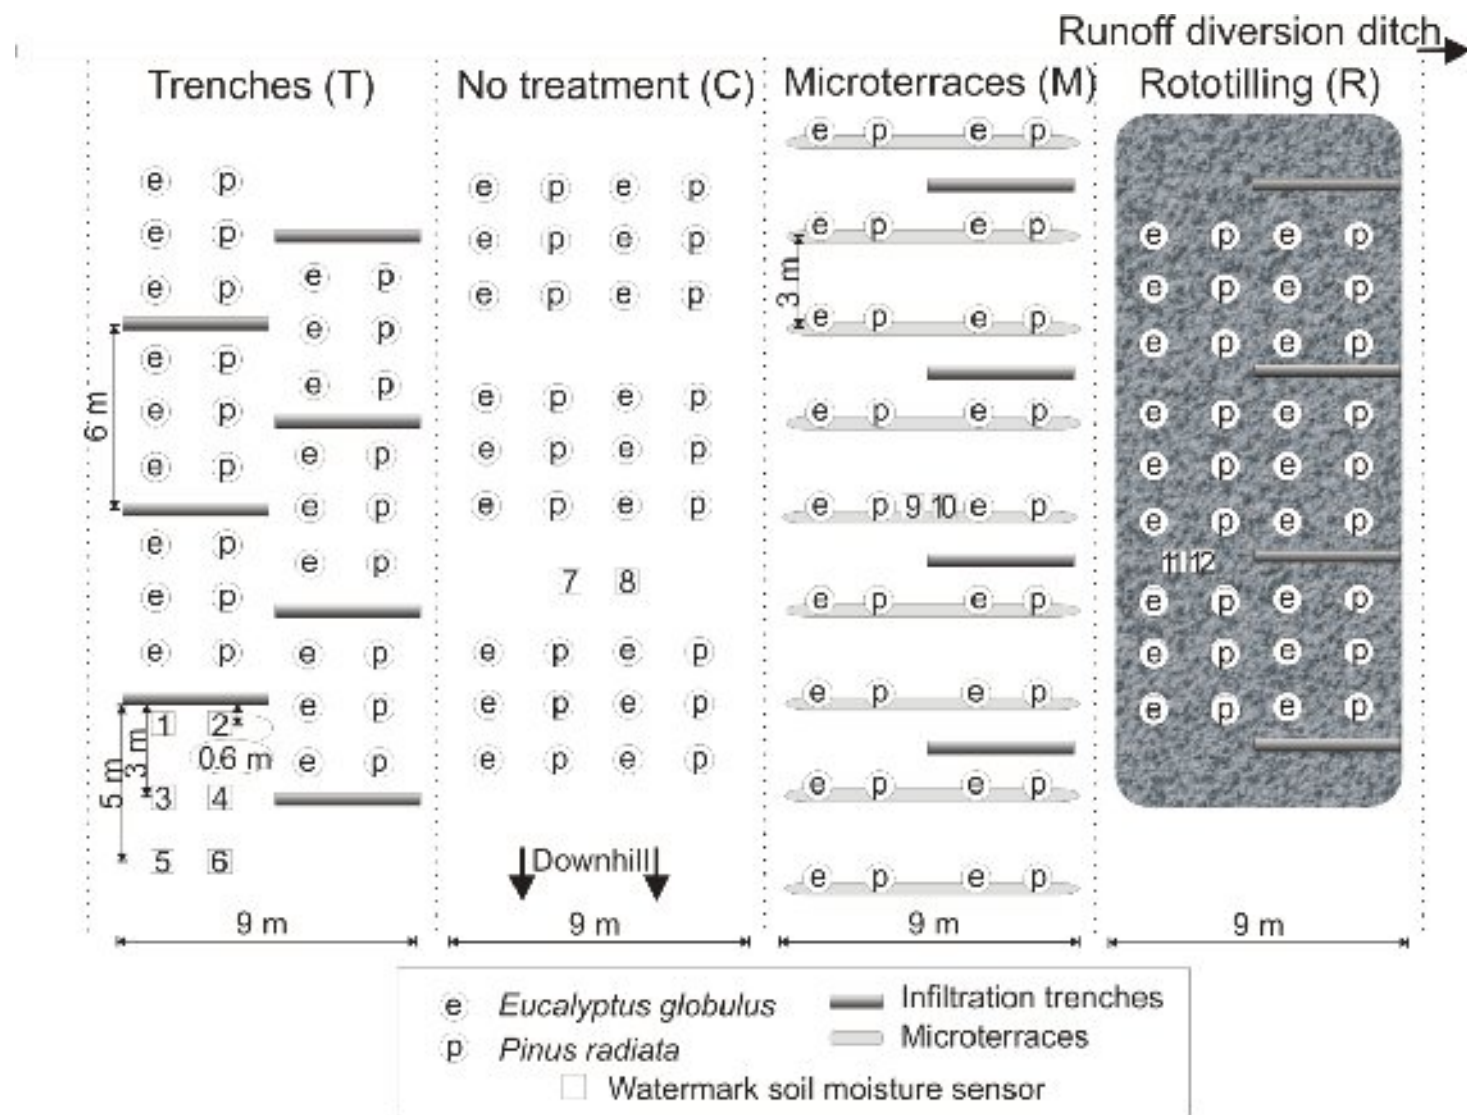 Runoff diversion ditch
Trenches (T) No treatment (C) Microterraces (M) Rototilling (R)
e p e p
e p e p e p e p
e p e p e p
e p e p e p e p e p e p e p e p
e p
e p e p e p e p e p e p
3 m
e p e p e p e p e p
e p e p e p e p
e p e p e p e p e p
6 m
e p e p e p e p e p e p e p
e p e p e p e p e p
e p e p e p e p e p 9 10 e p e p e p
e p e p
7 8 11 12
e p e p e p e p e p
e p e p e p e p e p e p
e p e p e p e p e p e p
1 2
3 m
0.6 m
e p e p e p e p e p
5 m
3 4
5 6
Downhill
e p e p
9 m 9 m 9 m 9 m
e Eucalyptus globulus
Infiltration trenches
p Pinus radiata
Microterraces
Watermark soil moisture sensor